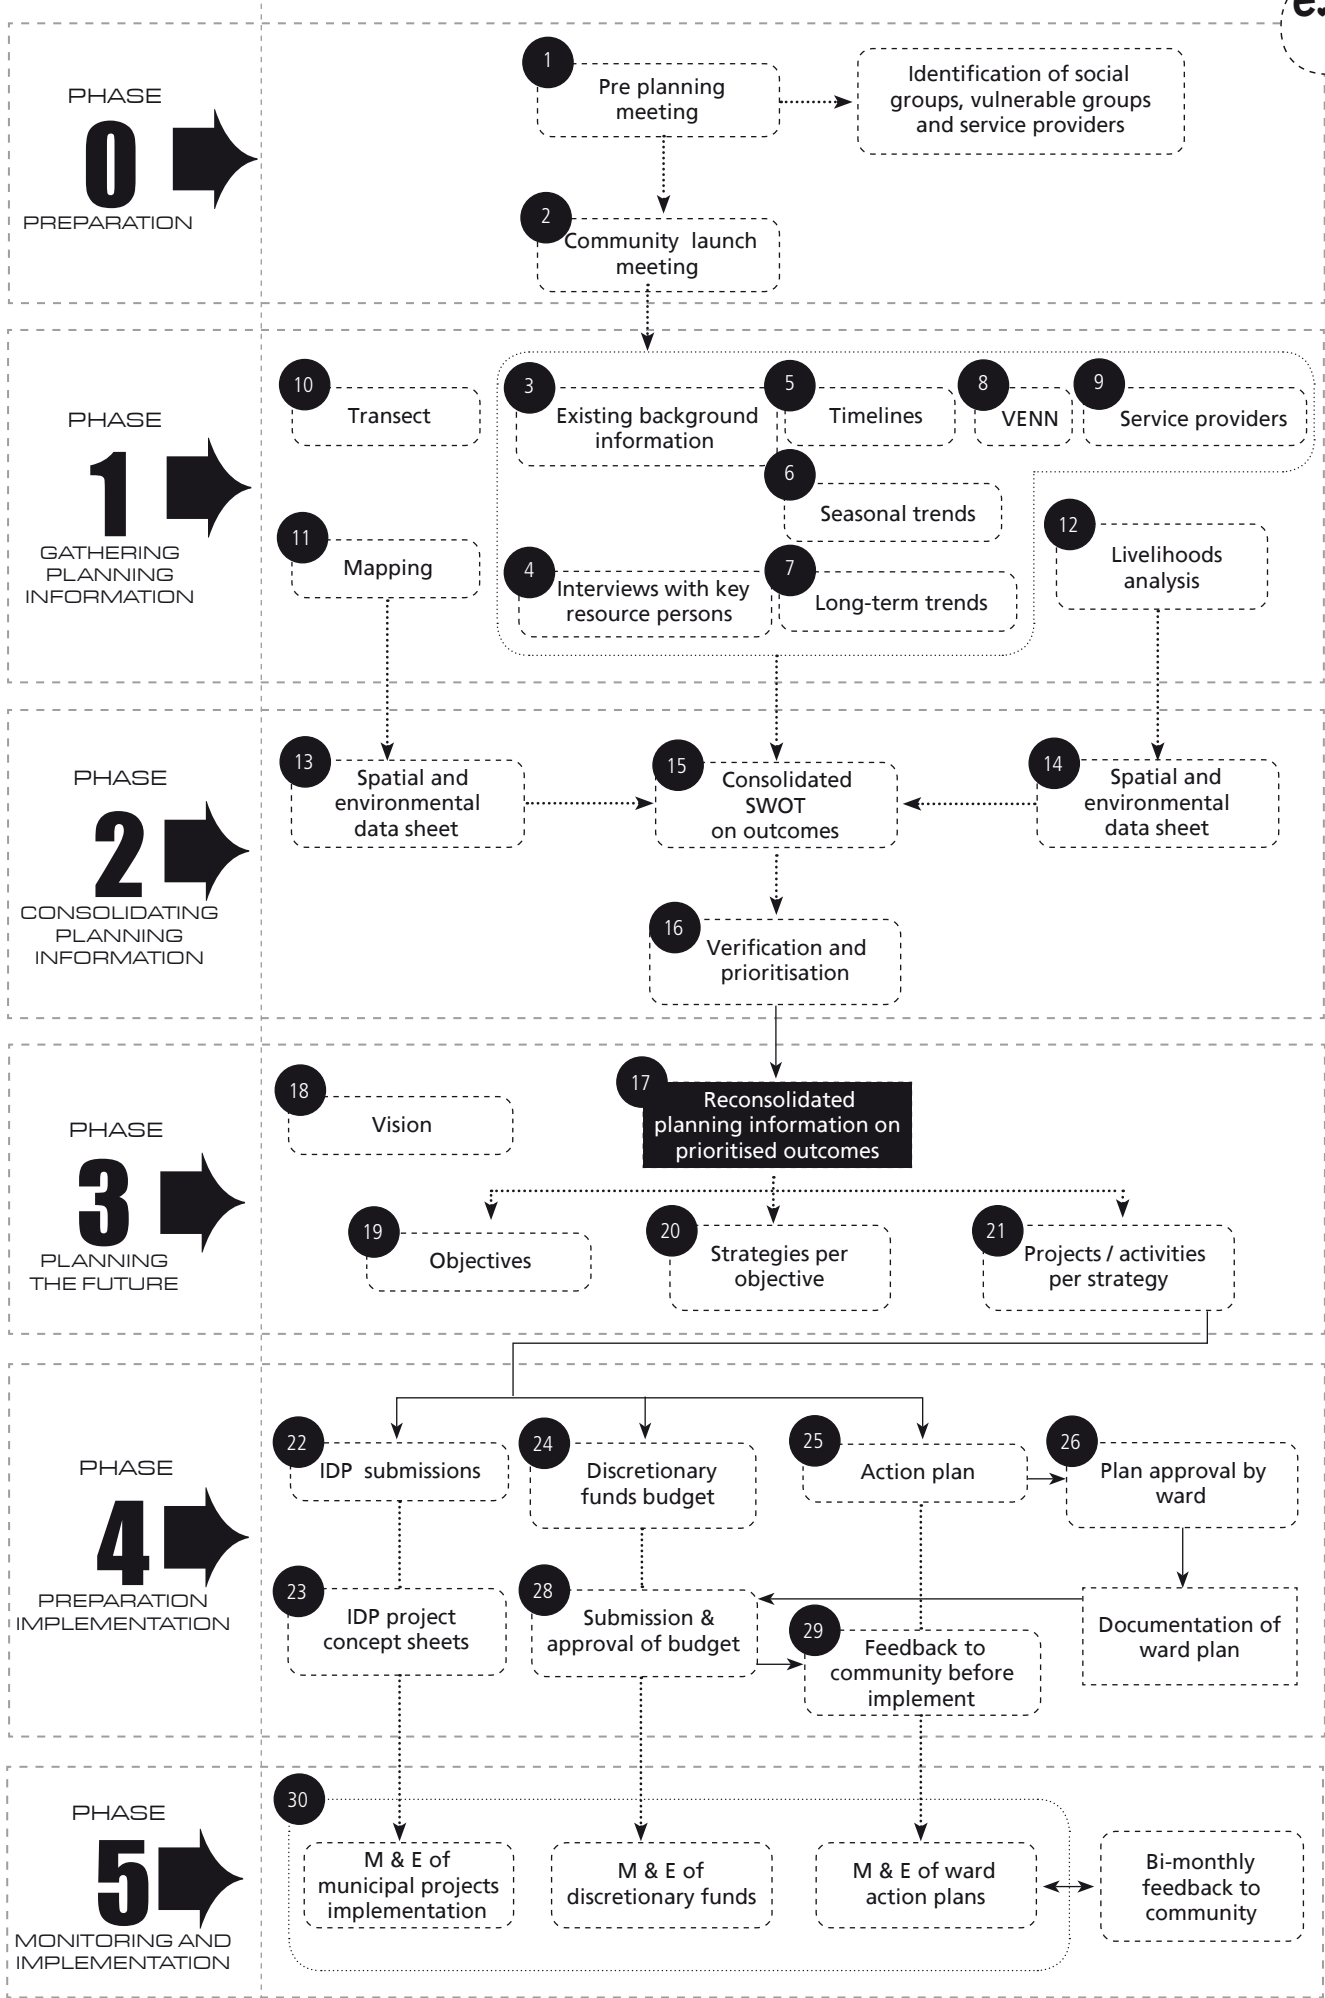 PHASE
0
PREPARATION
1
Pre planning
meeting
Identification of social
groups, vulnerable groups
and service providers
2
Community launch
meeting
PHASE
1
GATHERING
PLANNING
INFORMATION
10
Transect
3
Existing background
information
5
Timelines
8
VENN
9
Service providers
6
Seasonal trends
11
Mapping
4
Interviews with key
resource persons
7
Long-term trends
12
Livelihoods
analysis
PHASE
2
CONSOLIDATING
PLANNING
INFORMATION
13
Spatial and
environmental
data sheet
15
Consolidated
SWOT
on outcomes
14
Spatial and
environmental
data sheet
16
Verification and
prioritisation
PHASE
3
PLANNING
THE FUTURE
18
Vision
17
Reconsolidated
planning information on
prioritised outcomes
19
Objectives
20
Strategies per
objective
21
Projects / activities
per strategy
PHASE
4
PREPARATION
IMPLEMENTATION
22
IDP submissions
24
Discretionary
funds budget
25
Action plan
26
Plan approval by
ward
23
IDP project
concept sheets
28
Submission &
approval of budget
29
Feedback to
community before
implement
Documentation of
ward plan
PHASE
5
MONITORING AND
IMPLEMENTATION
30
M & E of
municipal projects
implementation
M & E of
discretionary funds
M & E of ward
action plans
Bi-monthly
feedback to
community